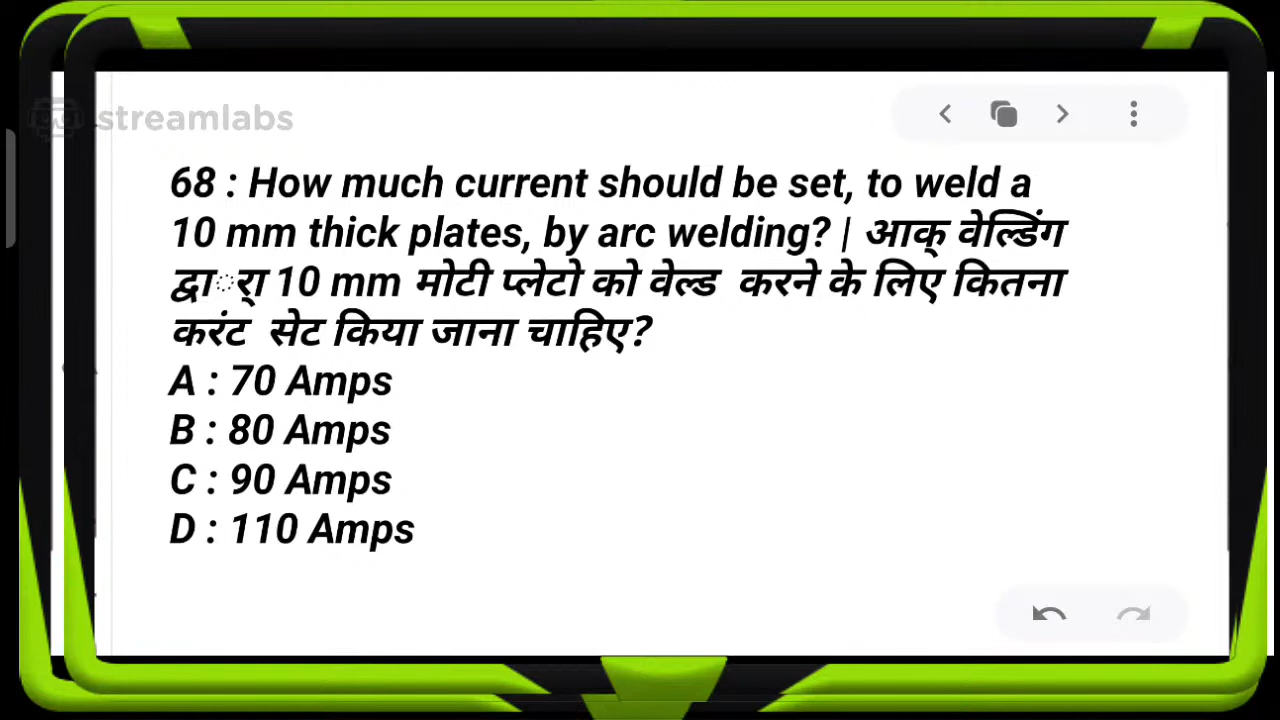 streamlabs
68 : How much current should be set, to weld a
10 mm thick plates, by arc welding? | आक् वेल्डिंग
द्वार्ा 10 mm मोटी प्लेटो को वेल्ड करने के लिए कितना
करंट सेट किया जाना चाहिए?
A : 70 Amps
B : 80 Amps
C : 90 Amps
D : 110 Amps